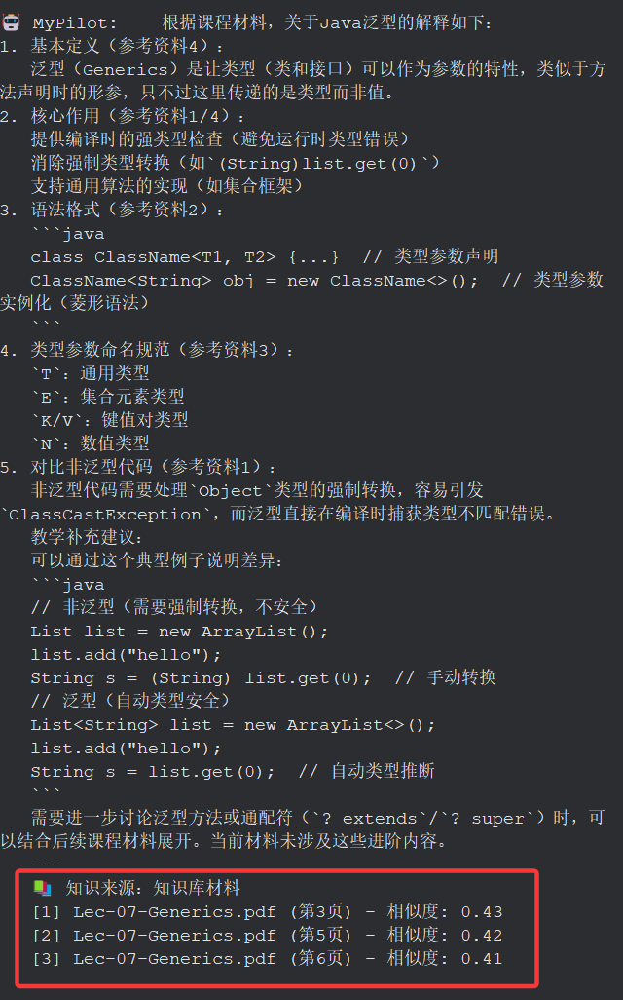 MyPilot:    根据课程材料，关于Java泛型的解释如下：
1. 基本定义（参考资料4）：
泛型（Generics）是让类型（类和接口）可以作为参数的特性，类似于方
法声明时的形参，只不过这里传递的是类型而非值。
2. 核心作用（参考资料1/4）：
提供编译时的强类型检查（避免运行时类型错误）
消除强制类型转换（如`(String)list.get(0)`）
支持通用算法的实现（如集合框架）
3. 语法格式（参考资料2）：
```java
class ClassName<T1, T2> {...}  // 类型参数声明
ClassName<String> obj = new ClassName<>();  // 类型参数
实例化（菱形语法）
```
4. 类型参数命名规范（参考资料3）：
`T`：通用类型
`E`：集合元素类型
`K/V`：键值对类型
`N`：数值类型
5. 对比非泛型代码（参考资料1）：
非泛型代码需要处理`Object`类型的强制转换，容易引发
`ClassCastException`，而泛型直接在编译时捕获类型不匹配错误。
教学补充建议：
可以通过这个典型例子说明差异：
```java
// 非泛型（需要强制转换，不安全）
List list = new ArrayList();
list.add("hello");
String s = (String) list.get(0);  // 手动转换
// 泛型（自动类型安全）
List<String> list = new ArrayList<>();
list.add("hello");
String s = list.get(0);  // 自动类型推断
```
需要进一步讨论泛型方法或通配符（`? extends`/`? super`）时，可
以结合后续课程材料展开。当前材料未涉及这些进阶内容。
---
知识来源：知识库材料
[1] Lec-07-Generics.pdf (第3页) - 相似度: 0.43
[2] Lec-07-Generics.pdf (第5页) - 相似度: 0.42
[3] Lec-07-Generics.pdf (第6页) - 相似度: 0.41